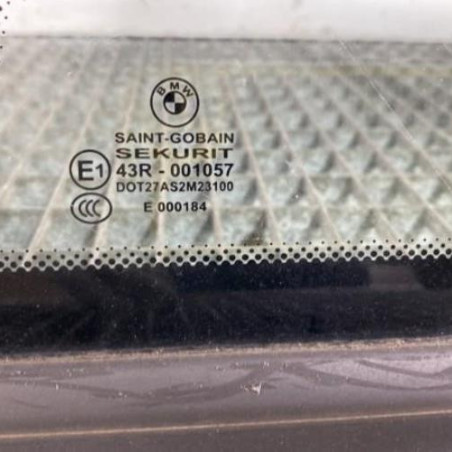 BMW
SAINT-GOBAIN
SEKURIT
E1 43R - 001057
DOT27AS2M23100
CCC E 000184